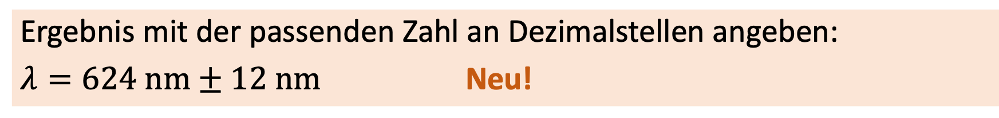 Ergebnis mit der passenden Zahl an Dezimalstellen angeben:
𝜆 = 624 nm ± 12 nm Neu!